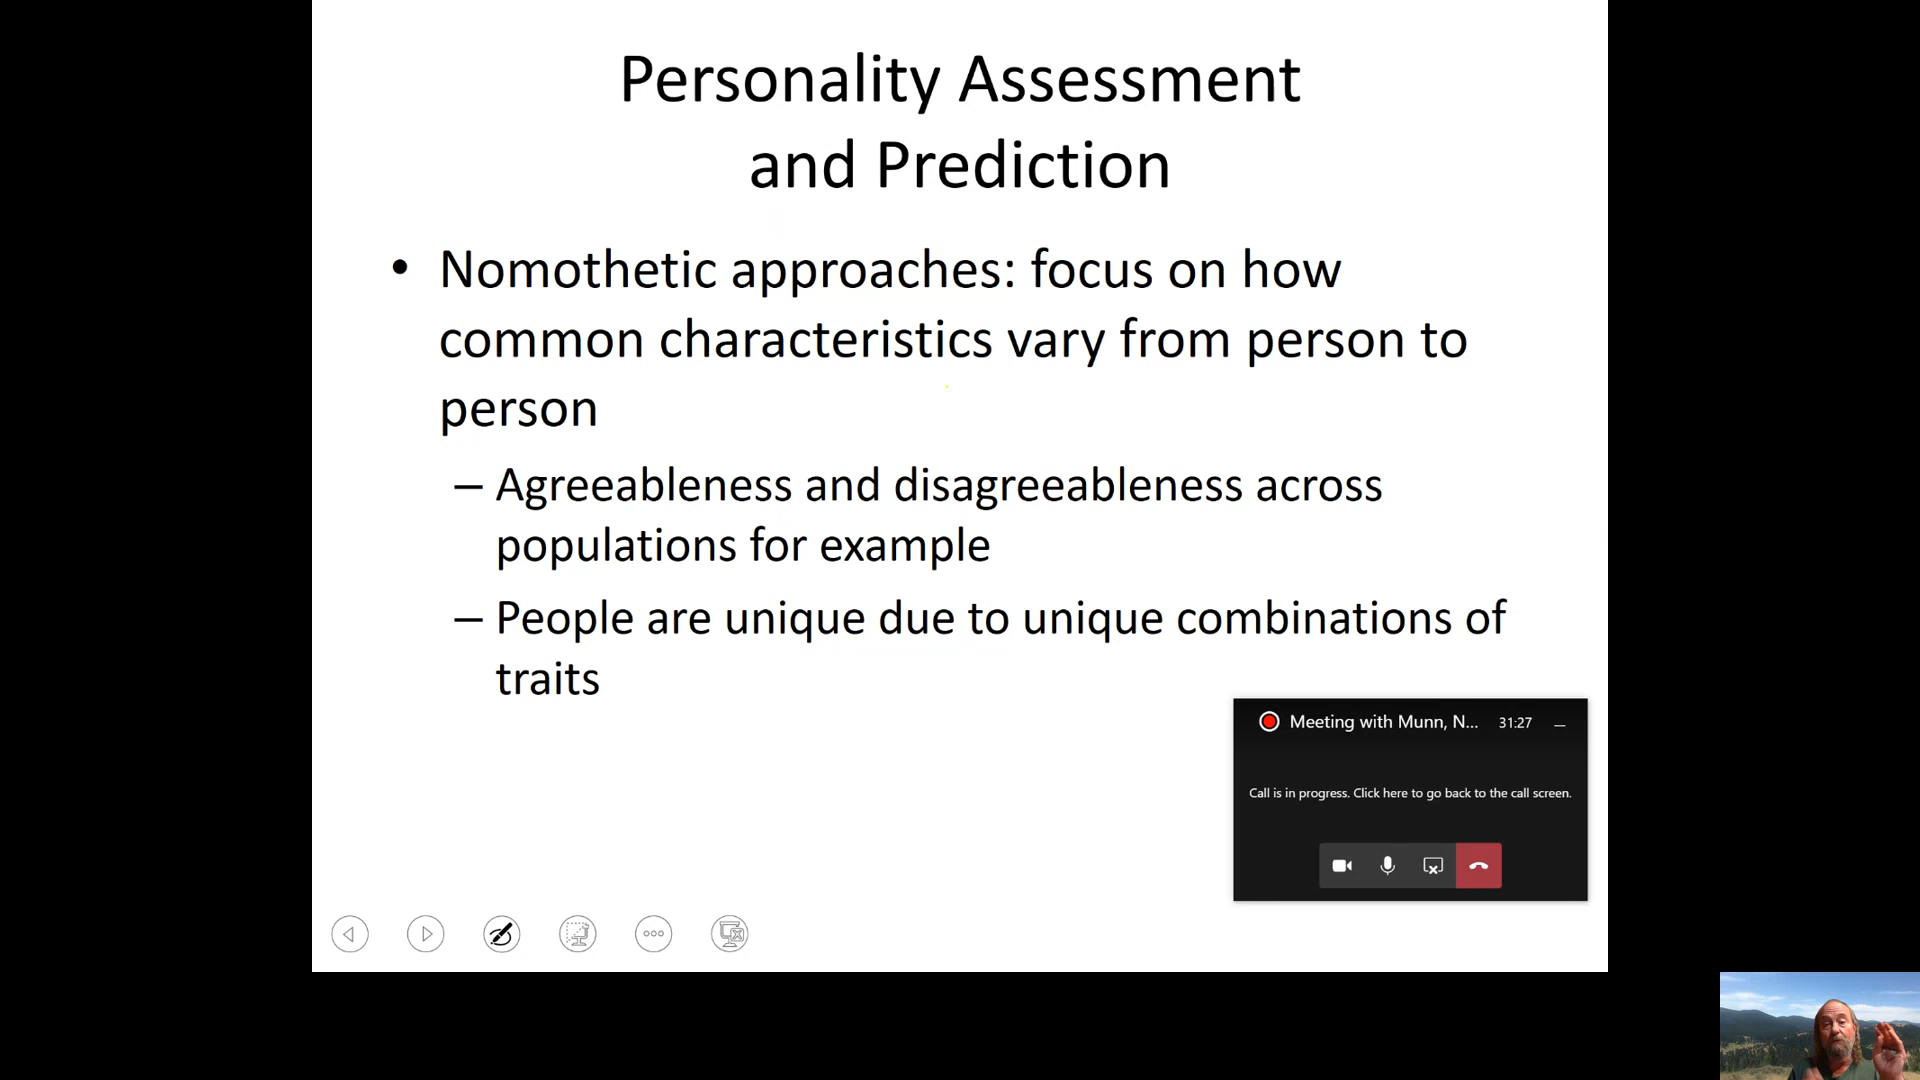 Personality Assessment
and Prediction
• Nomothetic approaches: focus on how
common characteristics vary from person to
person
– Agreeableness and disagreeableness across
populations for example
– People are unique due to unique combinations of
traits
Meeting with Munn, N... 31:27
Call is in progress. Click here to go back to the call screen.